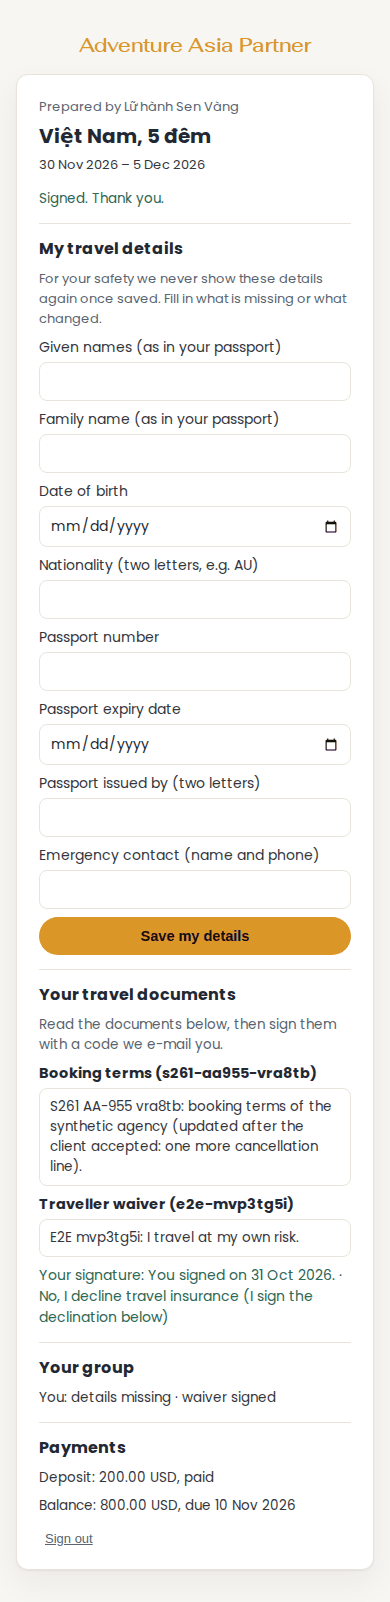 Adventure Asia Partner
Prepared by Lữ hành Sen Vàng
Việt Nam, 5 đêm
30 Nov 2026 – 5 Dec 2026
Signed. Thank you.
My travel details
For your safety we never show these details
again once saved. Fill in what is missing or what
changed.
Given names (as in your passport)
Family name (as in your passport)
Date of birth
mm/dd/yyyy
Nationality (two letters, e.g. AU)
Passport number
Passport expiry date
mm/dd/yyyy
Passport issued by (two letters)
Emergency contact (name and phone)
Save my details
Your travel documents
Read the documents below, then sign them
with a code we e-mail you.
Booking terms (s261-aa955-vra8tb)
S261 AA-955 vra8tb: booking terms of the
synthetic agency (updated after the
client accepted: one more cancellation
line).
Traveller waiver (e2e-mvp3tg5i)
E2E mvp3tg5i: I travel at my own risk.
Your signature: You signed on 31 Oct 2026. ·
No, I decline travel insurance (I sign the
declination below)
Your group
You: details missing · waiver signed
Payments
Deposit: 200.00 USD, paid
Balance: 800.00 USD, due 10 Nov 2026
Sign out